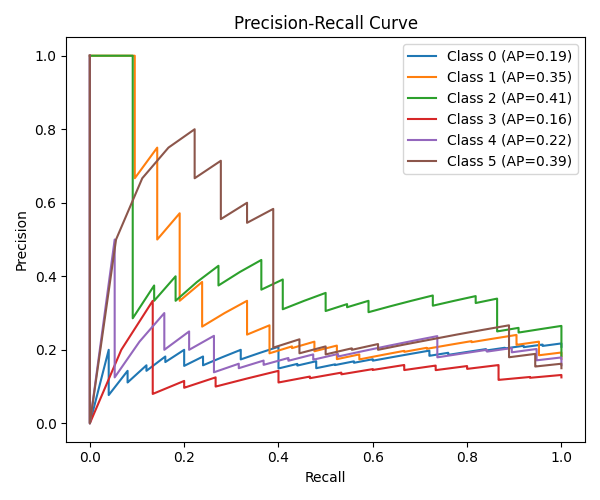 Precision-Recall Curve
Class 0 (AP=0.19)
Class 1 (AP=0.35)
Class 2 (AP=0.41)
Class 3 (AP=0.16)
Class 4 (AP=0.22)
Class 5 (AP=0.39)
Precision
1.0
0.8
0.6
0.4
0.2
0.0
0.0 0.2 0.4 0.6 0.8 1.0
Recall